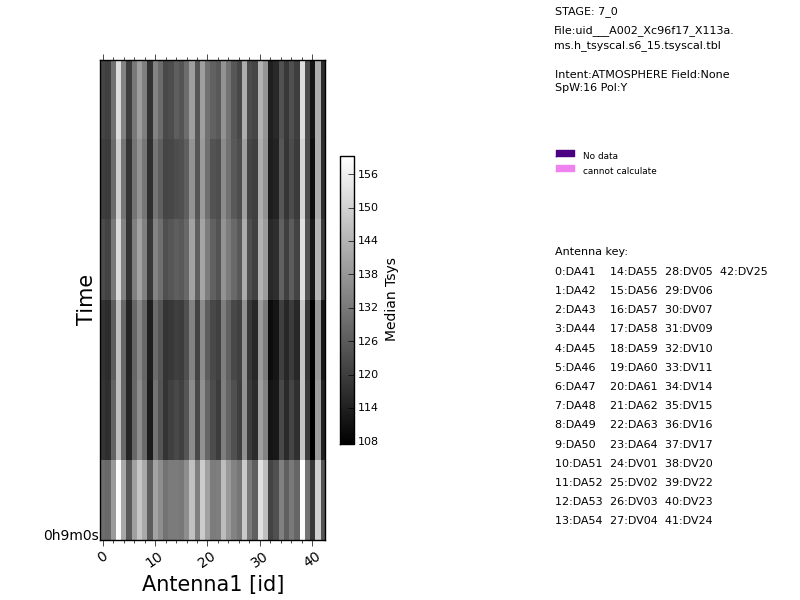 STAGE: 7_0
File:uid___A002_Xc96f17_X113a.
ms.h_tsyscal.s6_15.tsyscal.tbl
Intent:ATMOSPHERE Field:None
SpW:16 Pol:Y
No data
cannot calculate
Antenna key:
0:DA41 14:DA55 28:DV05 42:DV25
1:DA42 15:DA56 29:DV06
2:DA43 16:DA57 30:DV07
3:DA44 17:DA58 31:DV09
4:DA45 18:DA59 32:DV10
5:DA46 19:DA60 33:DV11
6:DA47 20:DA61 34:DV14
7:DA48 21:DA62 35:DV15
8:DA49 22:DA63 36:DV16
9:DA50 23:DA64 37:DV17
10:DA51 24:DV01 38:DV20
11:DA52 25:DV02 39:DV22
12:DA53 26:DV03 40:DV23
13:DA54 27:DV04 41:DV24
156
150
144
138
132
126
120
114
108
Median Tsys
Time
0h9m0s
0 10 20 30 40
Antenna1 [id]